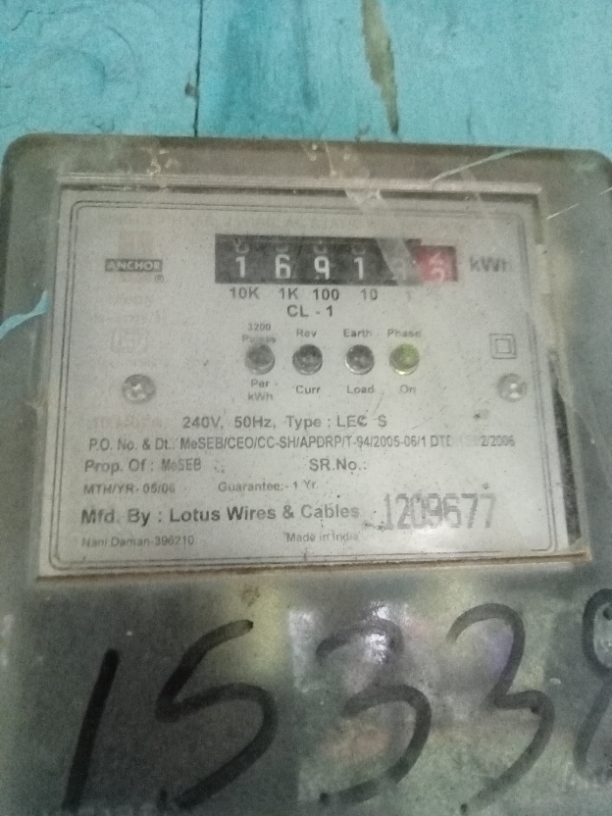 ANCHOR
1 6 9 1
kWh
10K 1K 100 10 1
CL - 1
3200 Pulses Per kWh
Rev Curr
Earth Load
Phase On
240V, 50Hz, Type : LEC S
P.O. No. & Dt.: MeSEB/CEO/CC-SH/APDRP/T-94/2005-06/1 DTD 2/2006
Prop. Of : MeSEB SR.No.:
MTH/YR- 05/06 Guarantee:- 1 Yr.
Mfd. By : Lotus Wires & Cables 1209677
Nani Daman-396210 "Made in India"
1533